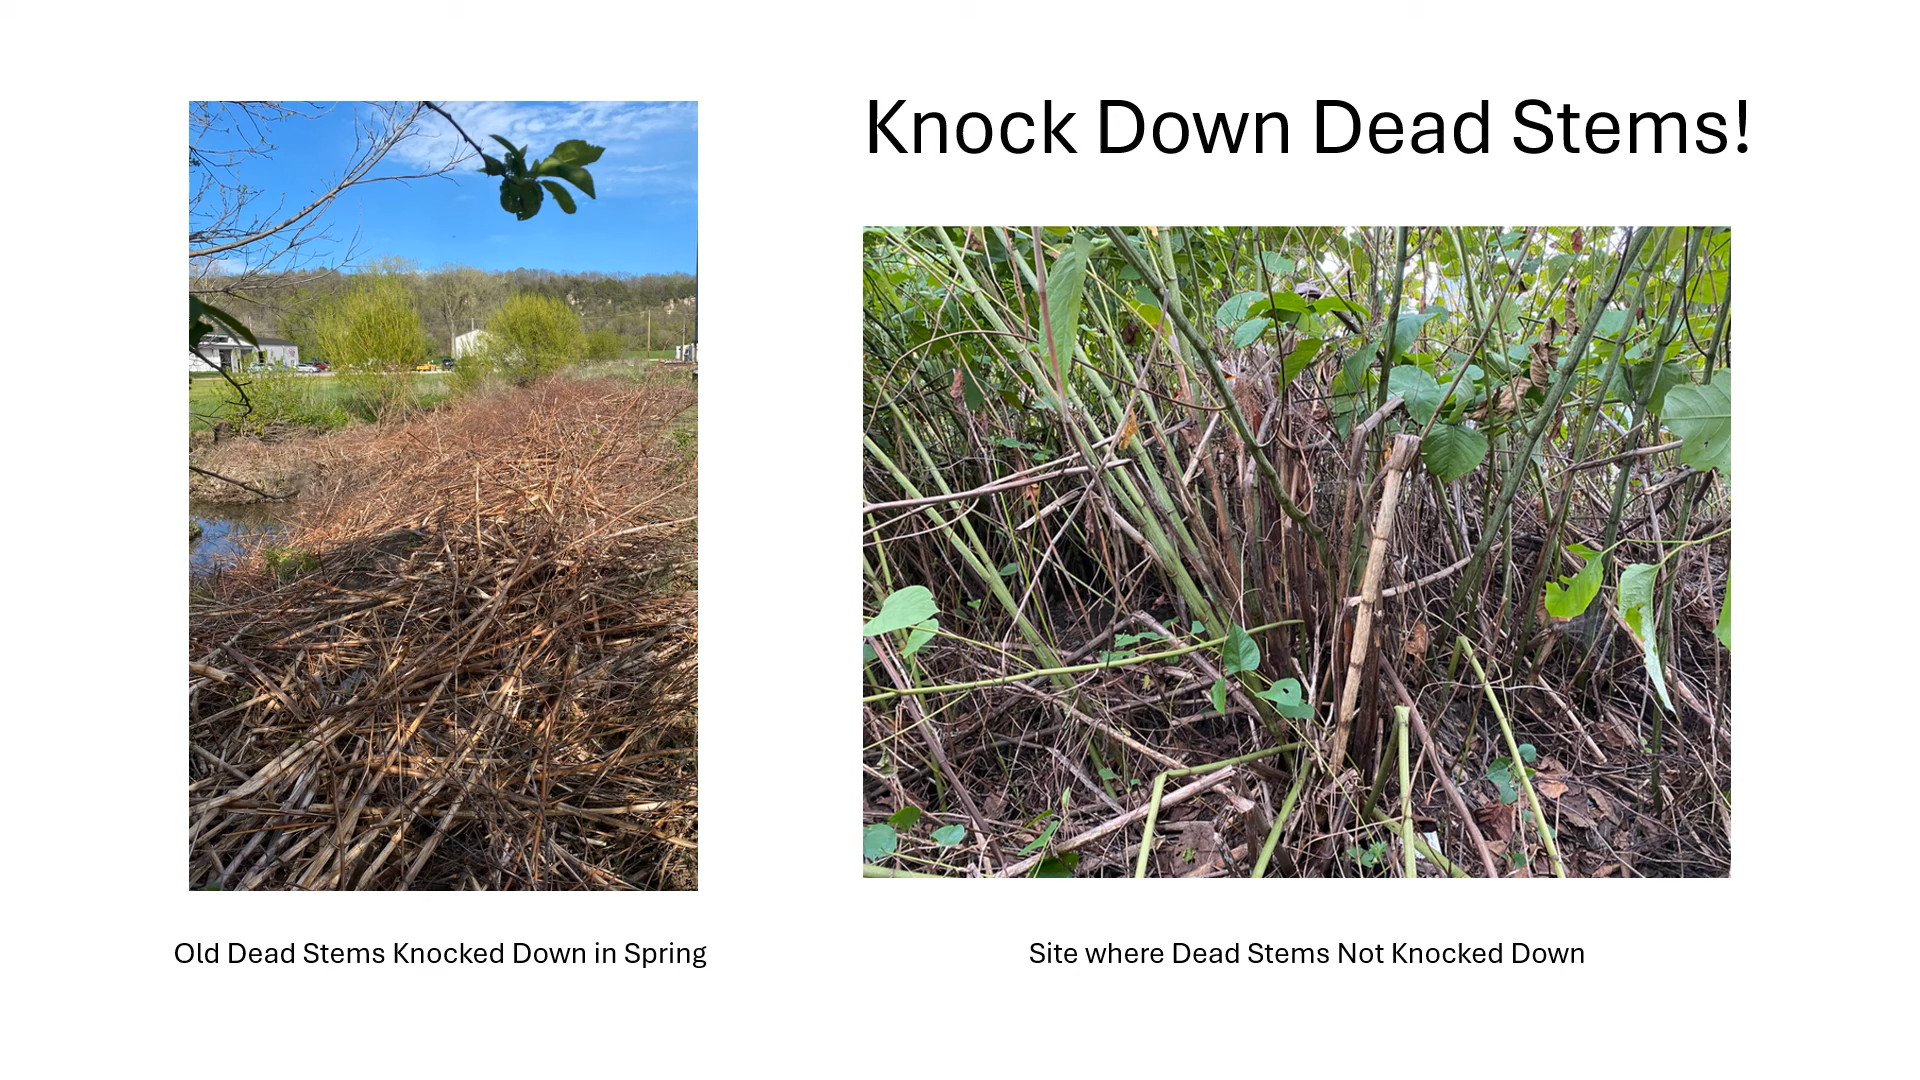 Knock Down Dead Stems!
Old Dead Stems Knocked Down in Spring
Site where Dead Stems Not Knocked Down